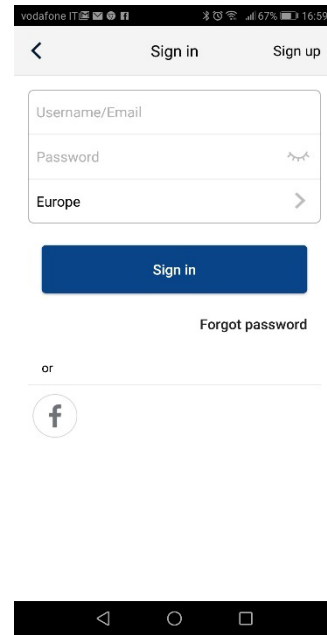 vodafone IT 67% 16:59
Sign in Sign up
Username/Email
Password
Europe
Sign in
Forgot password
or